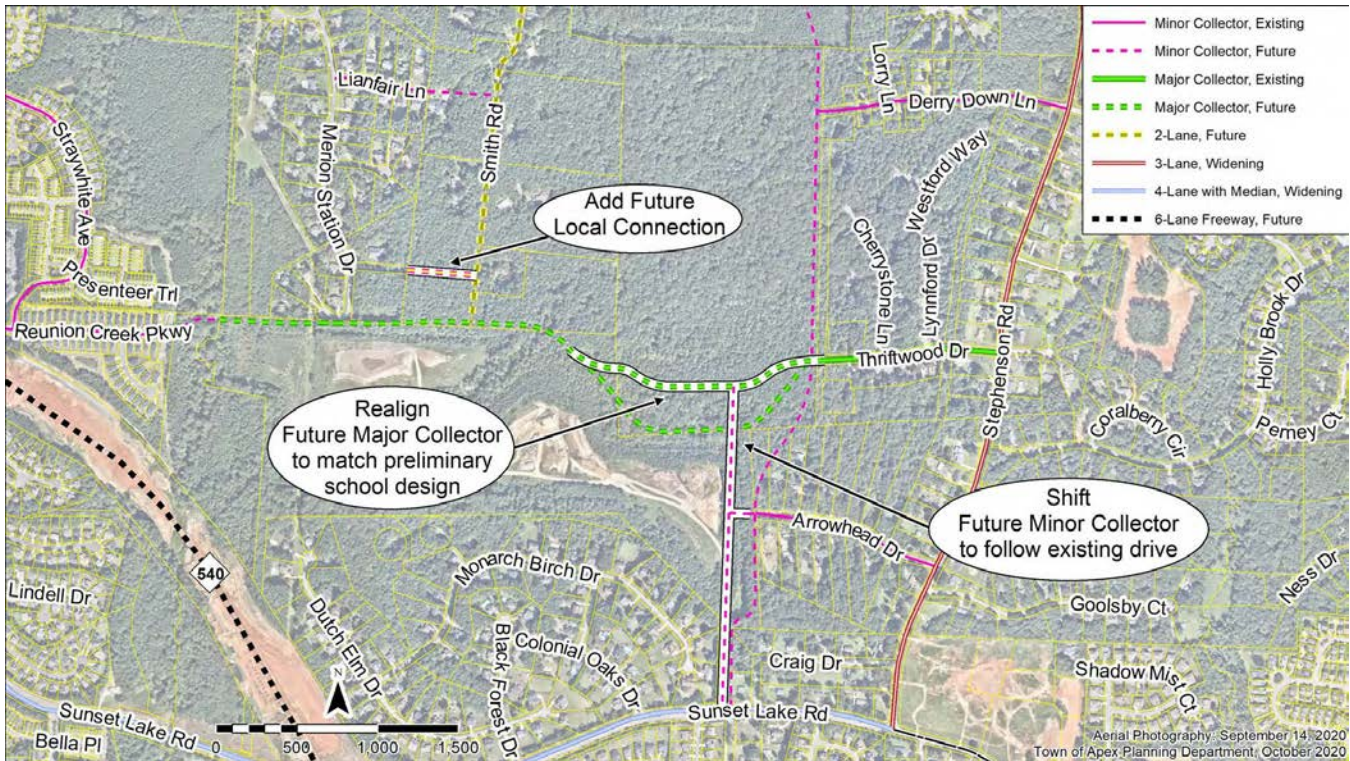 Minor Collector, Existing
Minor Collector, Future
Major Collector, Existing
Major Collector, Future
2-Lane, Future
3-Lane, Widening
4-Lane with Median, Widening
6-Lane Freeway, Future
Lianfair Ln
Merion Station Dr
Smith Rd
Lorry Ln
Derry Down Ln
Straywhite Ave
Presenteer Trl
Reunion Creek Pkwy
Add Future
Local Connection
Westford Way
Cherrystone Ln
Lynnford Dr
Thriftwood Dr
Stephenson Rd
Holly Brook Dr
Coralberry Cir
Perney Ct
Realign
Future Major Collector
to match preliminary
school design
Shift
Future Minor Collector
to follow existing drive
Arrowhead Dr
540
Lindell Dr
Monarch Birch Dr
Dutch Elm Dr
Black Forest Dr
Colonial Oaks Dr
Craig Dr
Goolsby Ct
Ness Dr
Shadow Mist Ct
Sunset Lake Rd
Bella Pl
N
0 500 1,000 1,500
Sunset Lake Rd
Aerial Photography: September 14, 2020
Town of Apex Planning Department, October 2020